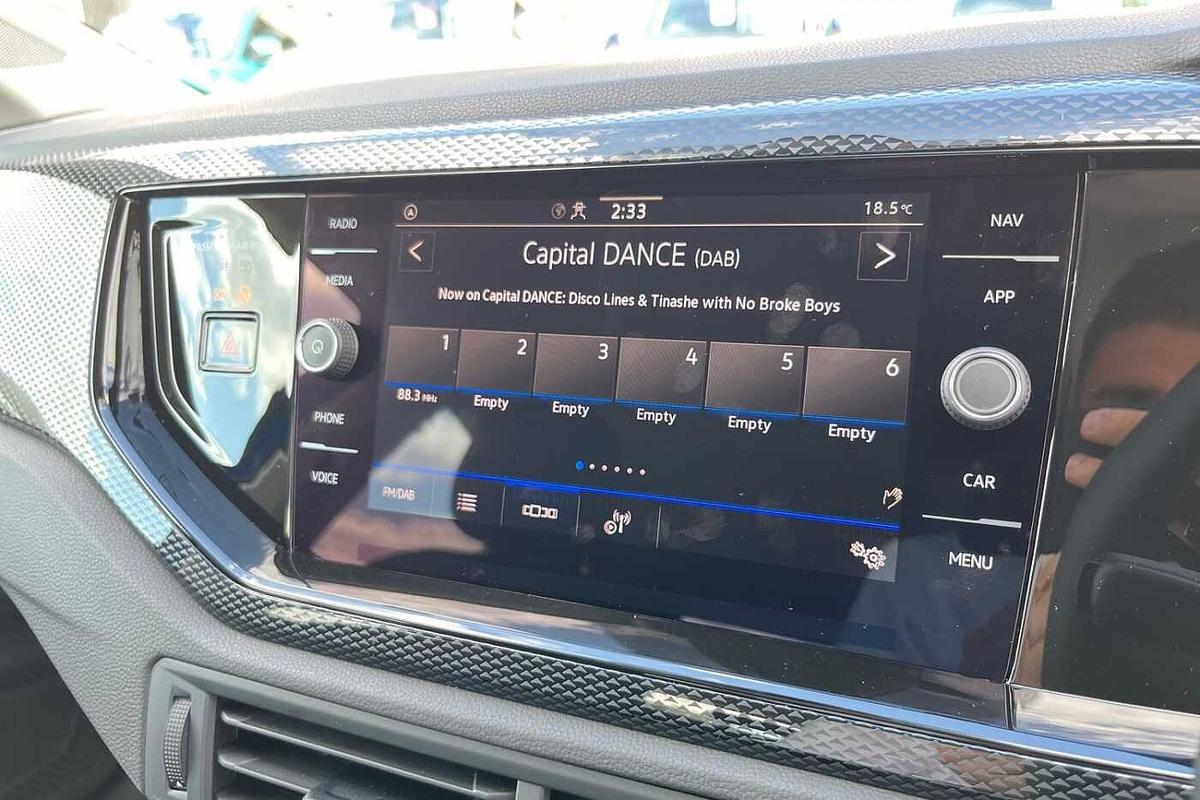 RADIO
MEDIA
PHONE
VOICE
2:33
18.5°C
Capital DANCE (DAB)
Now on Capital DANCE: Disco Lines & Tinashe with No Broke Boys
1 2 3 4 5 6
88.3 MHz Empty Empty Empty Empty Empty
FM/DAB
NAV
APP
CAR
MENU